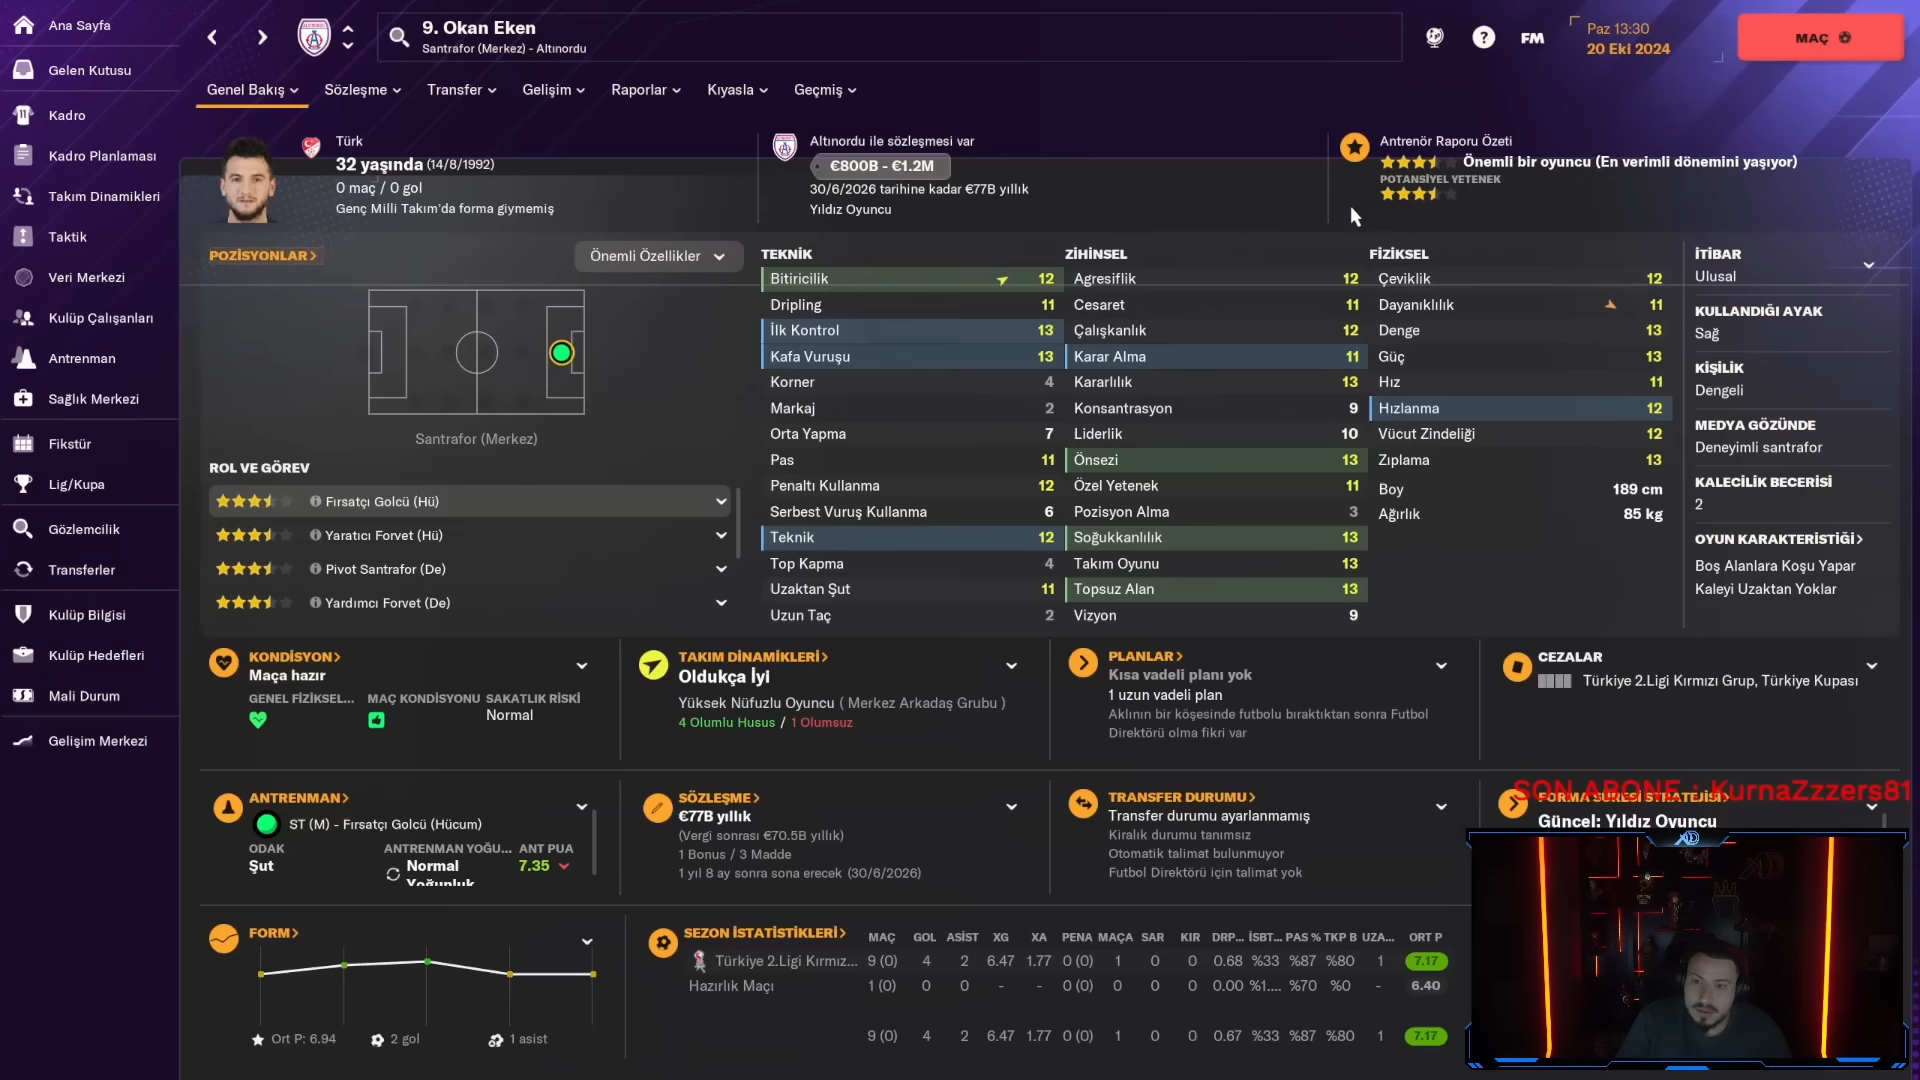 Ana Sayfa
Gelen Kutusu
Kadro
Kadro Planlaması
Takım Dinamikleri
Taktik
Veri Merkezi
Kulüp Çalışanları
Antrenman
Sağlık Merkezi
Fikstür
Lig/Kupa
Gözlemcilik
Transferler
Kulüp Bilgisi
Kulüp Hedefleri
Mali Durum
Gelişim Merkezi
9. Okan Eken
Santrafor (Merkez) - Altınordu
FM
Paz 13:30
20 Eki 2024
MAÇ
Genel Bakış
Sözleşme
Transfer
Gelişim
Raporlar
Kıyasla
Geçmiş
Türk
32 yaşında (14/8/1992)
0 maç / 0 gol
Genç Milli Takım'da forma giymemiş
Altınordu ile sözleşmesi var
€800B - €1.2M
30/6/2026 tarihine kadar €77B yıllık
Yıldız Oyuncu
Antrenör Raporu Özeti
Önemli bir oyuncu (En verimli dönemini yaşıyor)
POTANSİYEL YETENEK
POZİSYONLAR>
Önemli Özellikler
Santrafor (Merkez)
ROL VE GÖREV
Fırsatçı Golcü (Hü)
Yaratıcı Forvet (Hü)
Pivot Santrafor (De)
Yardımcı Forvet (De)
TEKNİK
Bitiricilik 12
Dripling 11
İlk Kontrol 13
Kafa Vuruşu 13
Korner 4
Markaj 2
Orta Yapma 7
Pas 11
Penaltı Kullanma 12
Serbest Vuruş Kullanma 6
Teknik 12
Top Kapma 4
Uzaktan Şut 11
Uzun Taç 2
ZİHİNSEL
Agresiflik 12
Cesaret 11
Çalışkanlık 12
Karar Alma 11
Kararlılık 13
Konsantrasyon 9
Liderlik 10
Önsezi 13
Özel Yetenek 11
Pozisyon Alma 3
Soğukkanlılık 13
Takım Oyunu 13
Topsuz Alan 13
Vizyon 9
FİZİKSEL
Çeviklik 12
Dayanıklılık 11
Denge 13
Güç 13
Hız 11
Hızlanma 12
Vücut Zindeliği 12
Zıplama 13
Boy 189 cm
Ağırlık 85 kg
İTİBAR
Ulusal
KULLANDIĞI AYAK
Sağ
KİŞİLİK
Dengeli
MEDYA GÖZÜNDE
Deneyimli santrafor
KALECİLİK BECERİSİ
2
OYUN KARAKTERİSTİĞİ>
Boş Alanlara Koşu Yapar
Kaleyi Uzaktan Yoklar
KONDİSYON>
Maça hazır
GENEL FİZİKSEL... MAÇ KONDİSYONU SAKATLIK RİSKİ
Normal
TAKIM DİNAMİKLERİ>
Oldukça İyi
Yüksek Nüfuzlu Oyuncu ( Merkez Arkadaş Grubu )
4 Olumlu Husus / 1 Olumsuz
PLANLAR>
Kısa vadeli planı yok
1 uzun vadeli plan
Aklının bir köşesinde futbolu bıraktıktan sonra Futbol
Direktörü olma fikri var
CEZALAR
Türkiye 2.Ligi Kırmızı Grup, Türkiye Kupası
ANTRENMAN>
ST (M) - Fırsatçı Golcü (Hücum)
ODAK ANTRENMAN YOĞU... ANT PUA
Şut Normal Yoğunluk 7.35
SÖZLEŞME>
€77B yıllık
(Vergi sonrası €70.5B yıllık)
1 Bonus / 3 Madde
1 yıl 8 ay sonra sona erecek (30/6/2026)
TRANSFER DURUMU>
Transfer durumu ayarlanmamış
Kiralık durumu tanımsız
Otomatik talimat bulunmuyor
Futbol Direktörü için talimat yok
SON ABONE : KurnaZzzers81
FORMA SÜRESİ STRATEJİSİ>
Güncel: Yıldız Oyuncu
FORM>
Ort P: 6.94 2 gol 1 asist
SEZON İSTATİSTİKLERİ> MAÇ GOL ASİST XG XA PENA MAÇA SAR KIR DRP... İSBT... PAS % TKP B UZA... ORT P
Türkiye 2.Ligi Kırmız... 9 (0) 4 2 6.47 1.77 0 (0) 1 0 0 0.68 %33 %87 %80 1 7.17
Hazırlık Maçı 1 (0) 0 0 - - 0 (0) 0 0 0 0.00 %1.... %70 %0 - 6.40
9 (0) 4 2 6.47 1.77 0 (0) 1 0 0 0.67 %33 %87 %80 1 7.17